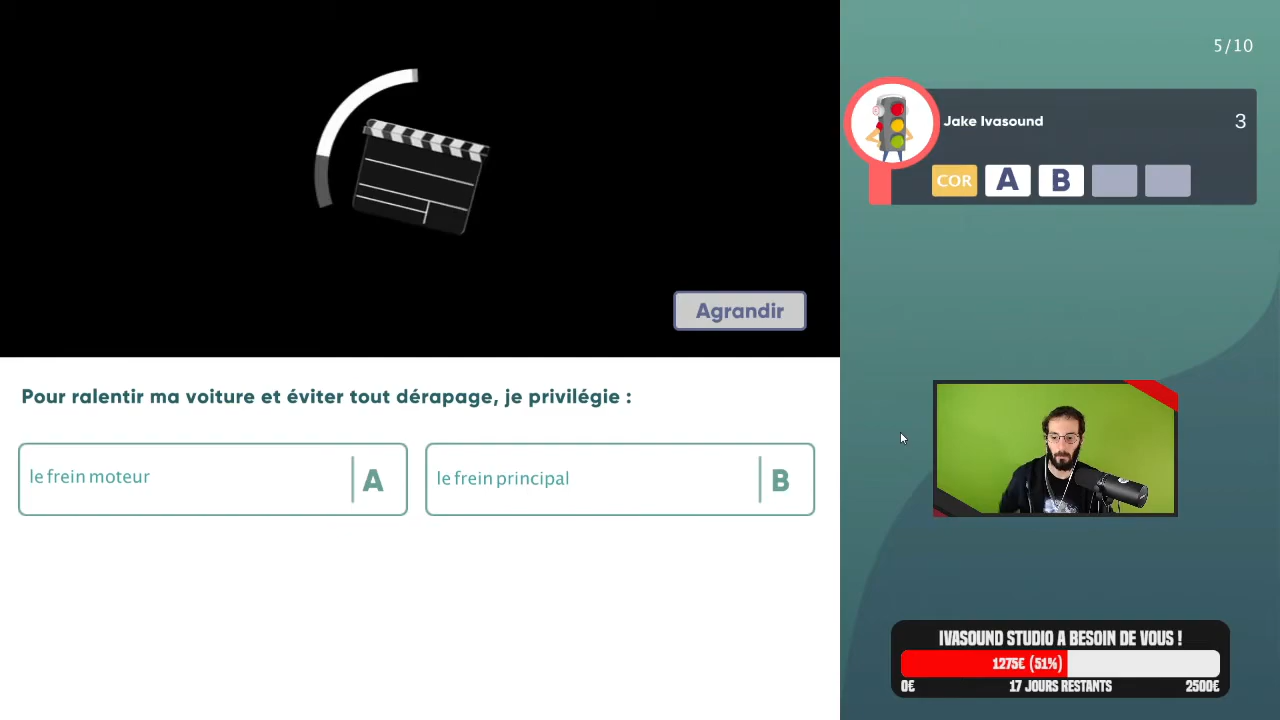 5/10
Jake Ivasound
3
COR A B
Agrandir
Pour ralentir ma voiture et éviter tout dérapage, je privilégie :
le frein moteur A
le frein principal B
IVASOUND STUDIO A BESOIN DE VOUS !
1275€ (51%)
0€ 17 JOURS RESTANTS 2500€